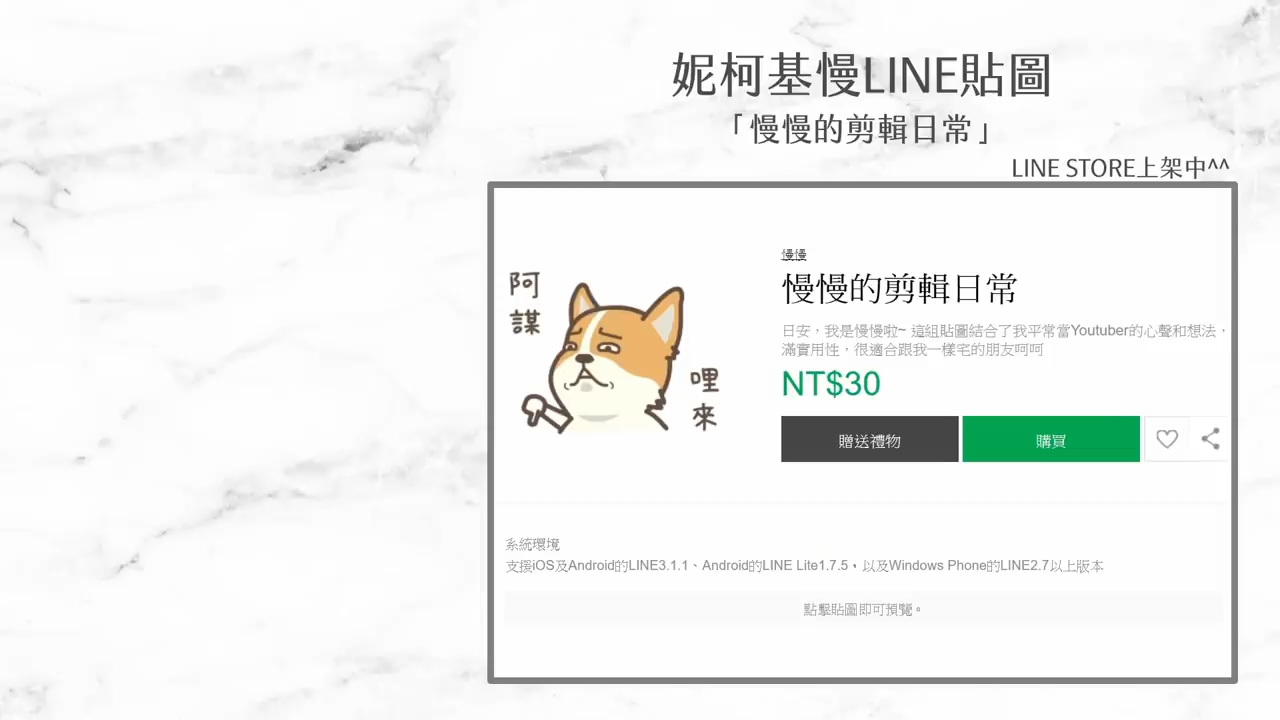 妮柯基慢LINE貼圖
「慢慢的剪輯日常」
LINE STORE上架中^^
阿謀
哩來
慢慢
慢慢的剪輯日常
日安，我是慢慢啦~ 這組貼圖結合了我平常當Youtuber的心聲和想法，
滿實用性，很適合跟我一樣宅的朋友呵呵
NT$30
贈送禮物
購買
系統環境
支援iOS及Android的LINE3.1.1、Android的LINE Lite1.7.5，以及Windows Phone的LINE2.7以上版本
點擊貼圖即可預覽。